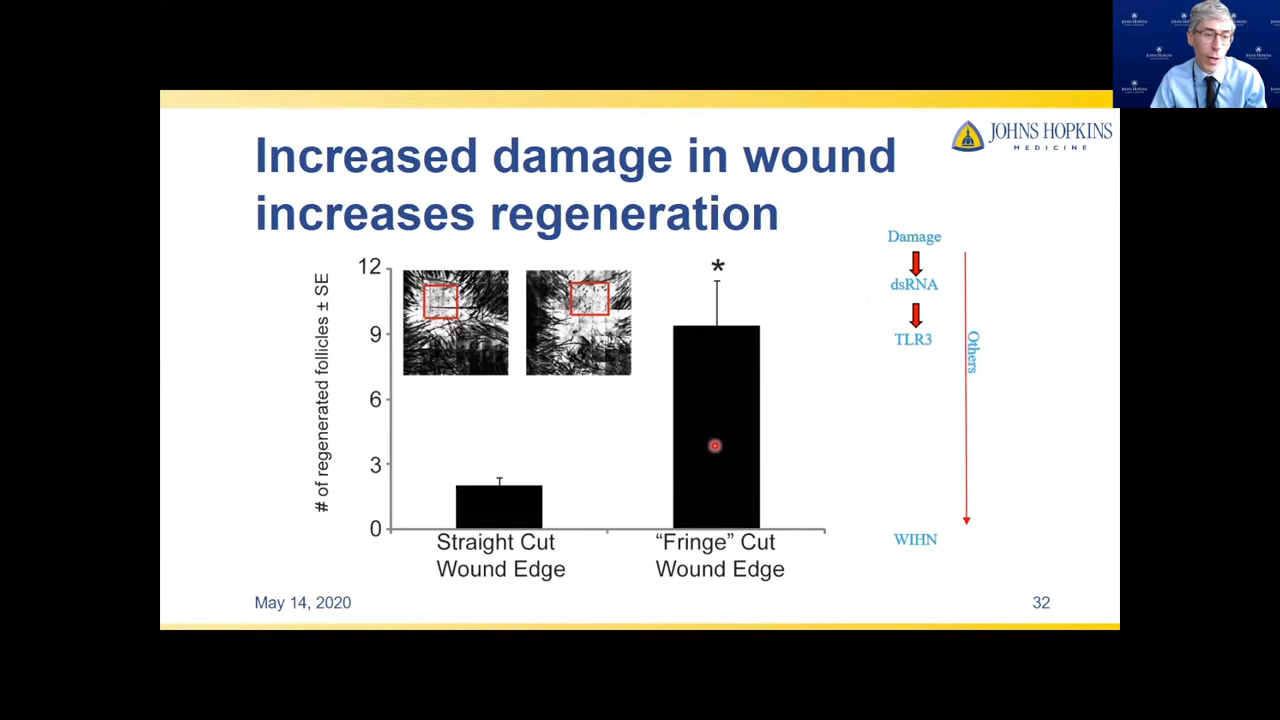 Increased damage in wound
increases regeneration
JOHNS HOPKINS
MEDICINE
# of regenerated follicles ± SE
12
9
6
3
0
*
Straight Cut
Wound Edge
“Fringe” Cut
Wound Edge
Damage
dsRNA
TLR3
Others
WIHN
May 14, 2020
32